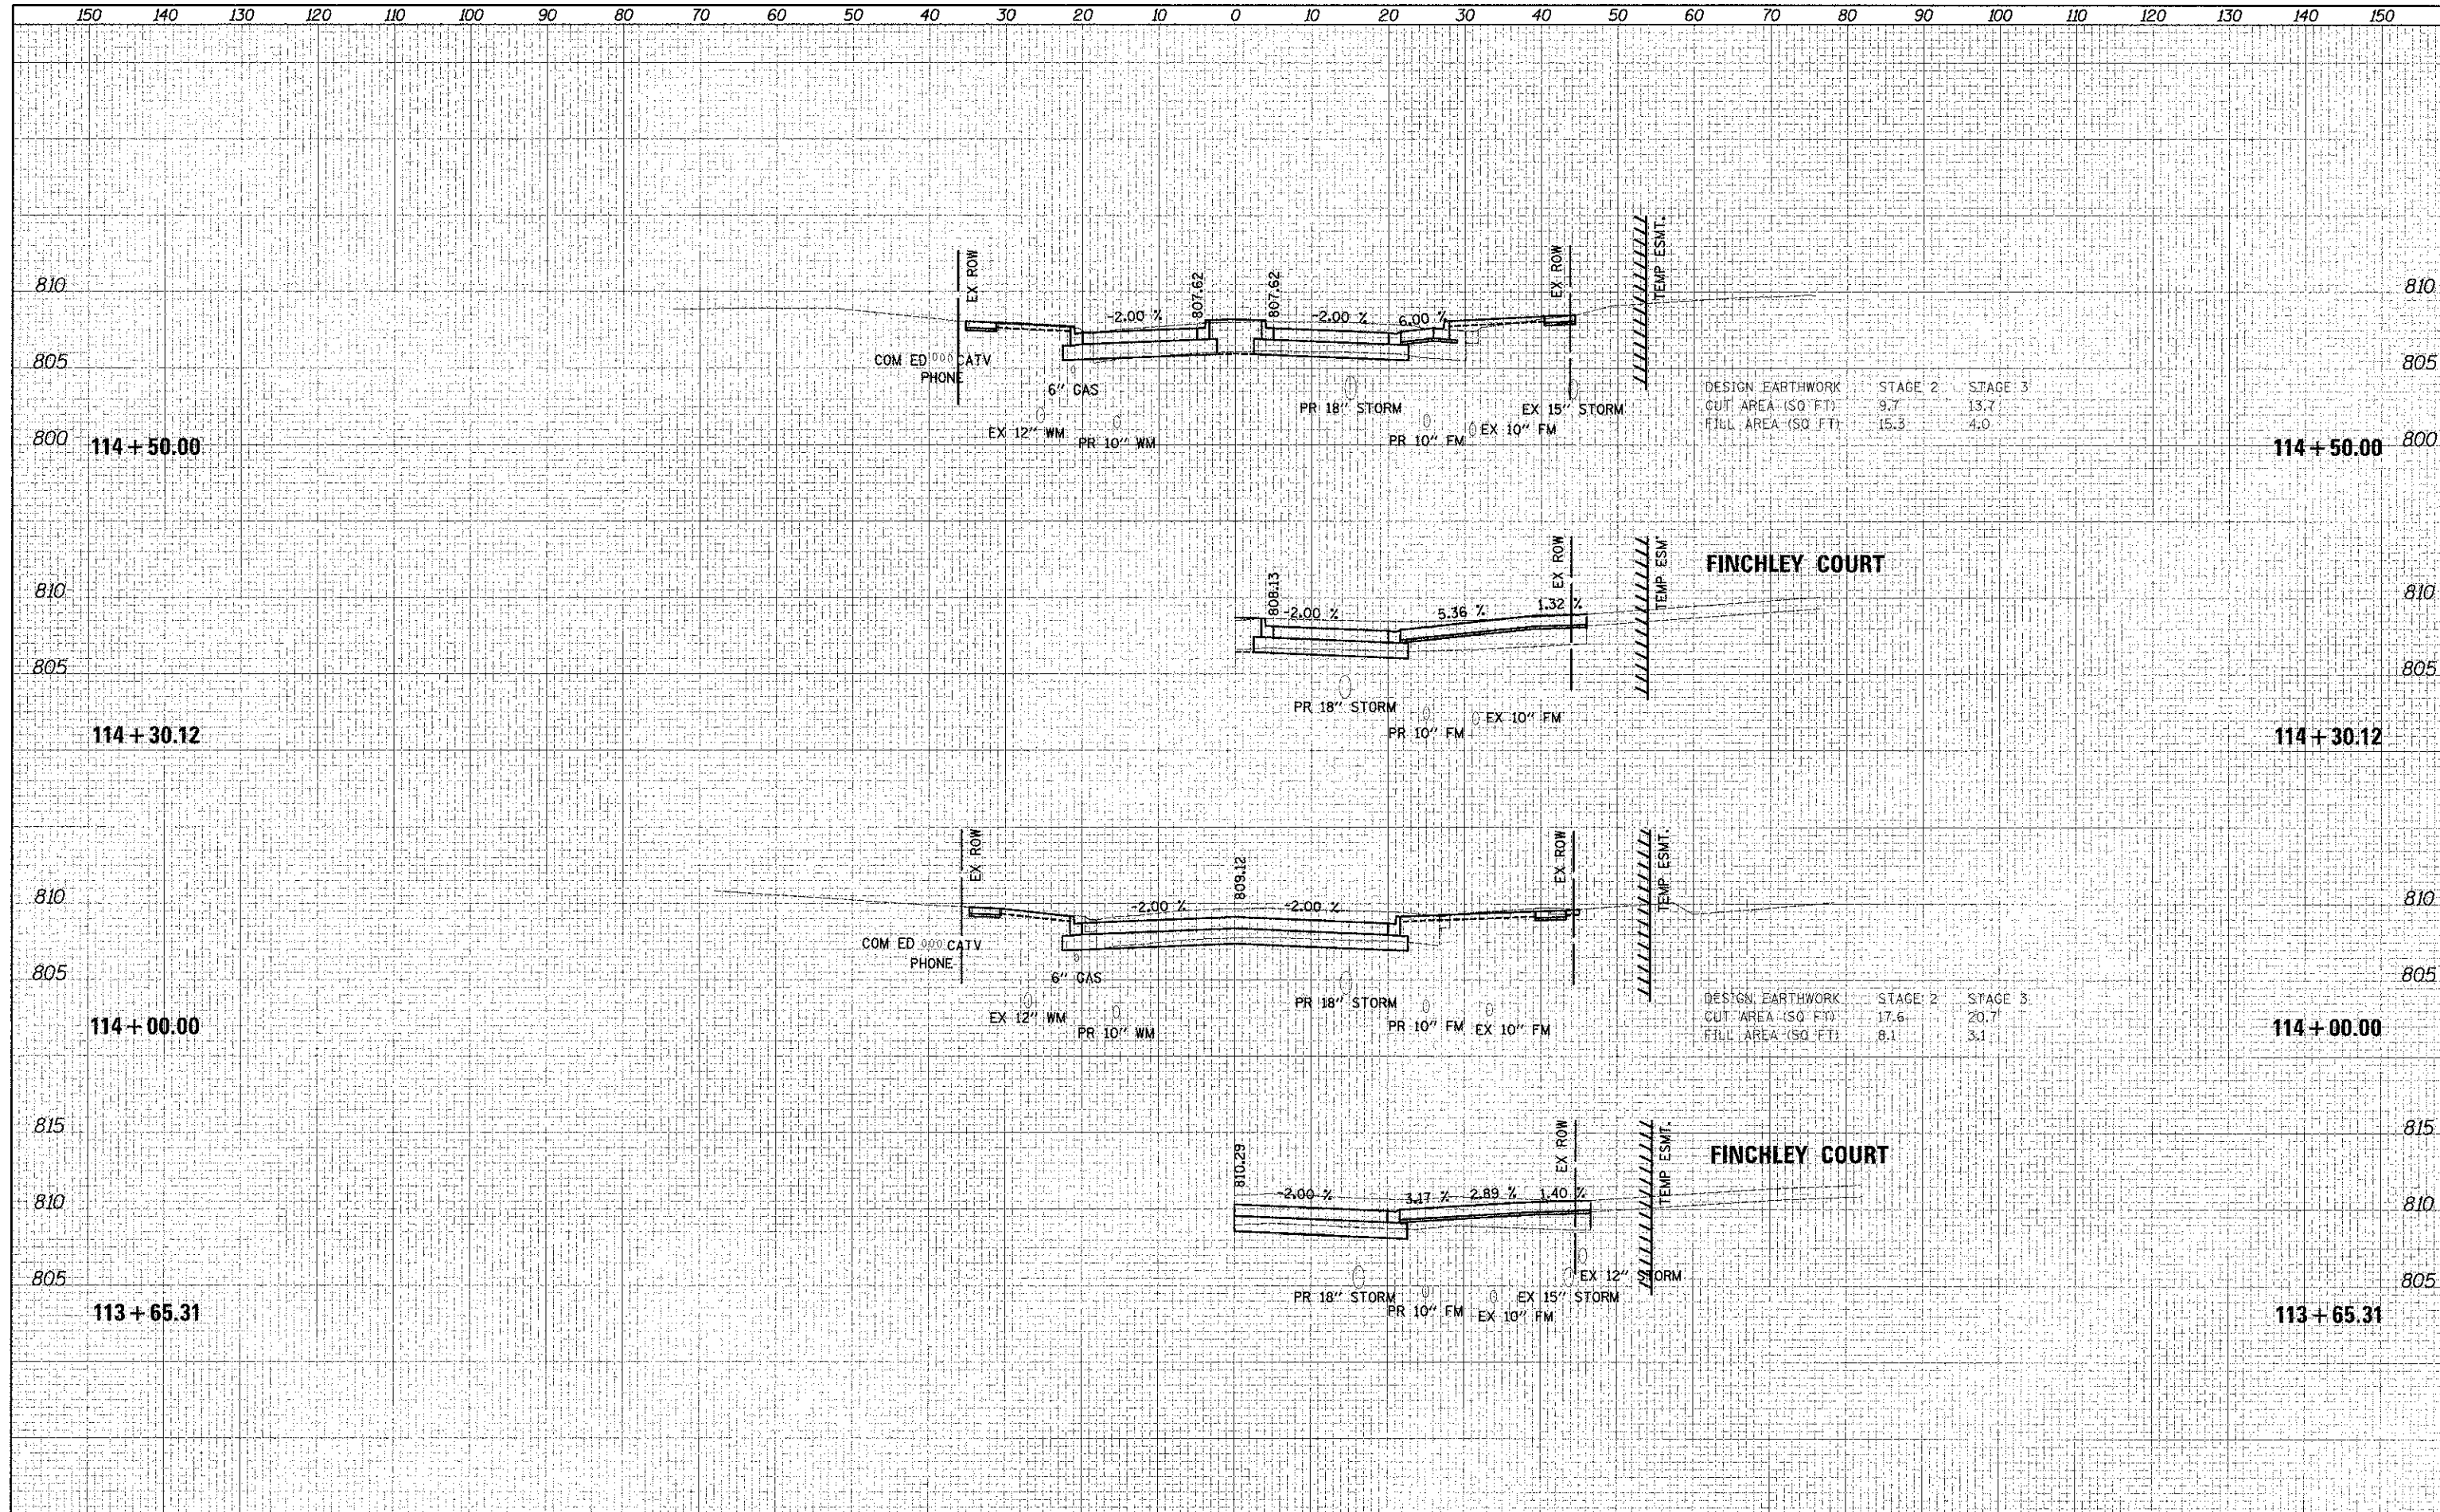 150 140 130 120 110 100 90 80 70 60 50 40 30 20 10 0 10 20 30 40 50 60 70 80 90 100 110 120 130 140 150
EX ROW
807.62
807.62
EX ROW
TEMP ESMT.
810
810
-2.00 %
-2.00 %
6.00 %
805
COM ED CATV
PHONE
805
6" GAS
PR 18" STORM
EX 15" STORM
DESIGN EARTHWORK STAGE 2 STAGE 3
CUT AREA (SQ FT) 9.7 13.7
FILL AREA (SQ FT) 15.3 4.0
EX 12" WM
PR 10" WM
PR 10" FM
EX 10" FM
800
800
114+50.00
114+50.00
EX ROW
TEMP ESM
FINCHLEY COURT
808.13
810
810
-2.00 %
5.36 %
1.32 %
805
805
PR 18" STORM
PR 10" FM
EX 10" FM
114+30.12
114+30.12
EX ROW
809.12
EX ROW
TEMP ESMT.
810
810
-2.00 %
-2.00 %
COM ED CATV
PHONE
805
805
6" GAS
PR 18" STORM
DESIGN EARTHWORK STAGE 2 STAGE 3
CUT AREA (SQ FT) 17.6 20.7
FILL AREA (SQ FT) 8.1 3.1
EX 12" WM
PR 10" WM
PR 10" FM
EX 10" FM
114+00.00
114+00.00
815
815
EX ROW
TEMP ESMT.
FINCHLEY COURT
810.29
810
810
-2.00 %
3.17 %
2.89 %
1.40 %
805
805
EX 12" STORM
PR 18" STORM
PR 10" FM
EX 10" FM
EX 15" STORM
113+65.31
113+65.31